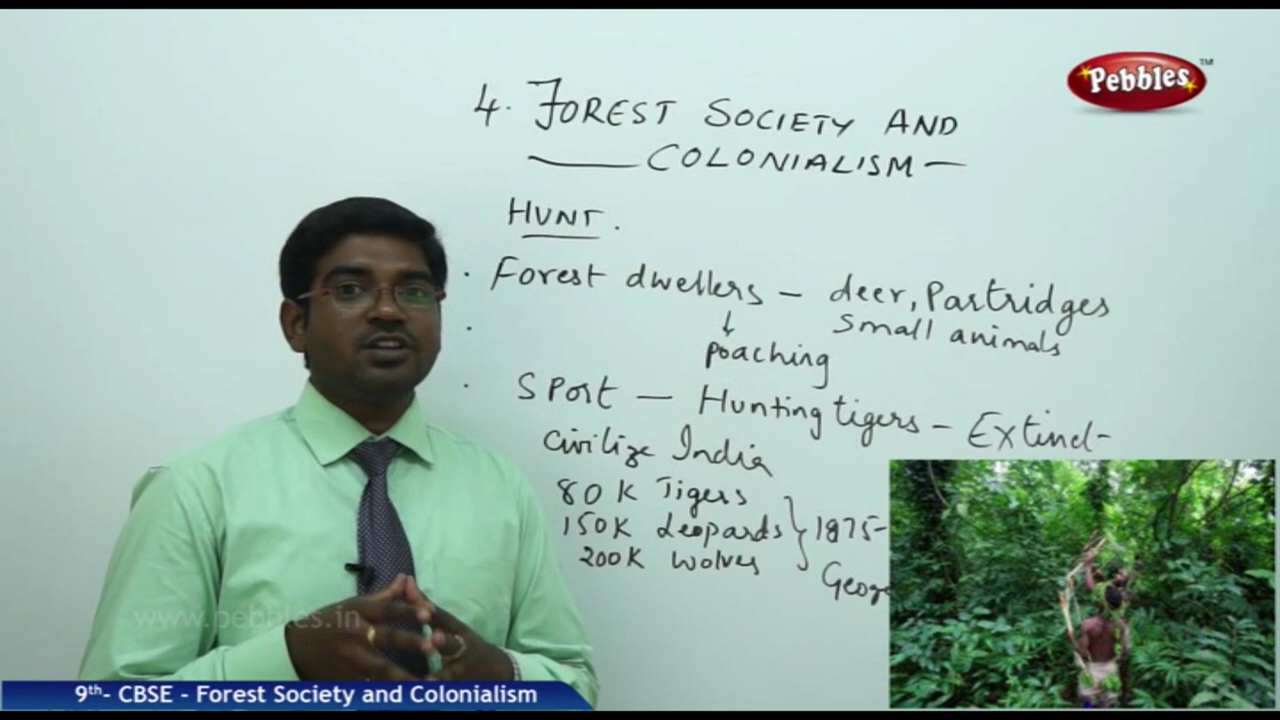 4. FOREST SOCIETY AND
COLONIALISM
Pebbles™
HUNT.
Forest dwellers – deer, Partridges
small animals
↓
poaching
Sport — Hunting tigers – Extinct
civilize India
80K Tigers
150K Leopards } 1875-
200K Wolves
www.pebbles.in
9th- CBSE - Forest Society and Colonialism